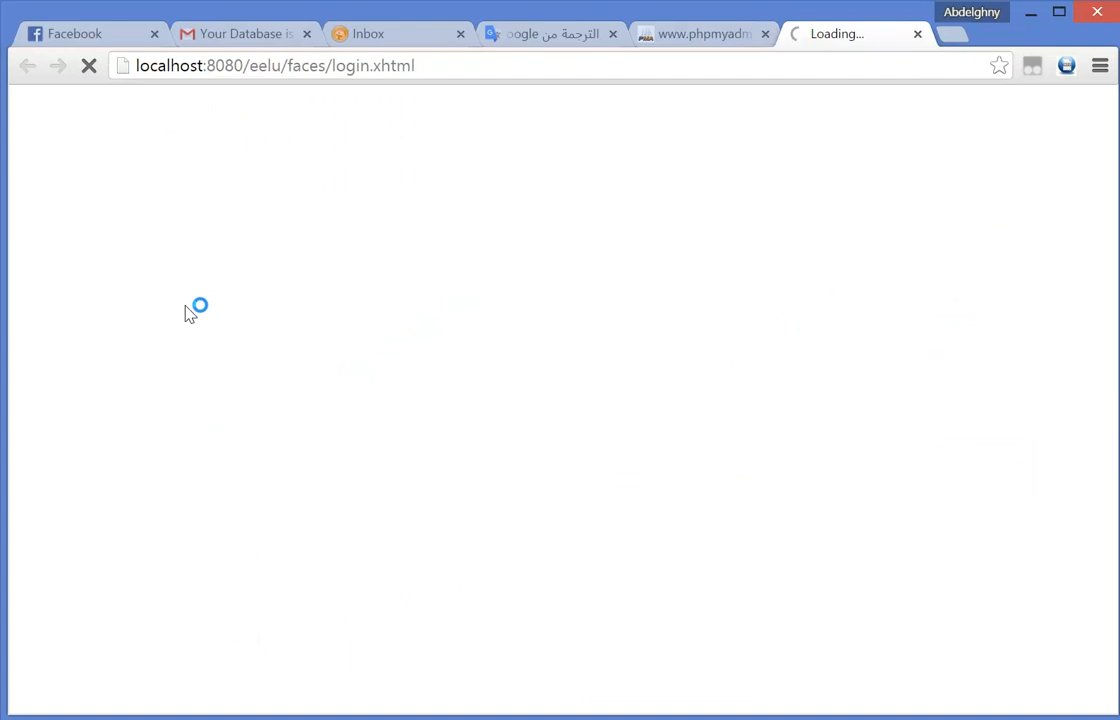 Abdelghny
Facebook
Your Database is
Inbox
الترجمة من oogle
www.phpmyadm
Loading...
localhost:8080/eelu/faces/login.xhtml